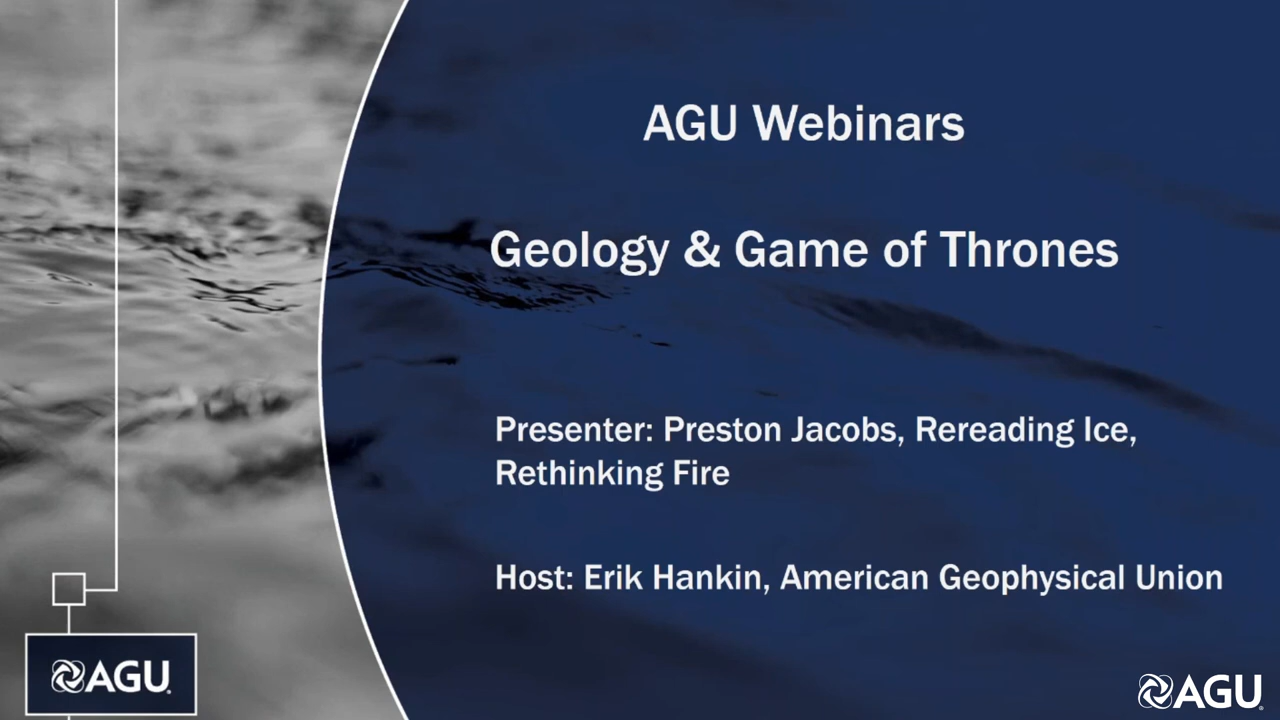 AGU Webinars
Geology & Game of Thrones
Presenter: Preston Jacobs, Rereading Ice,
Rethinking Fire
Host: Erik Hankin, American Geophysical Union
AGU
AGU